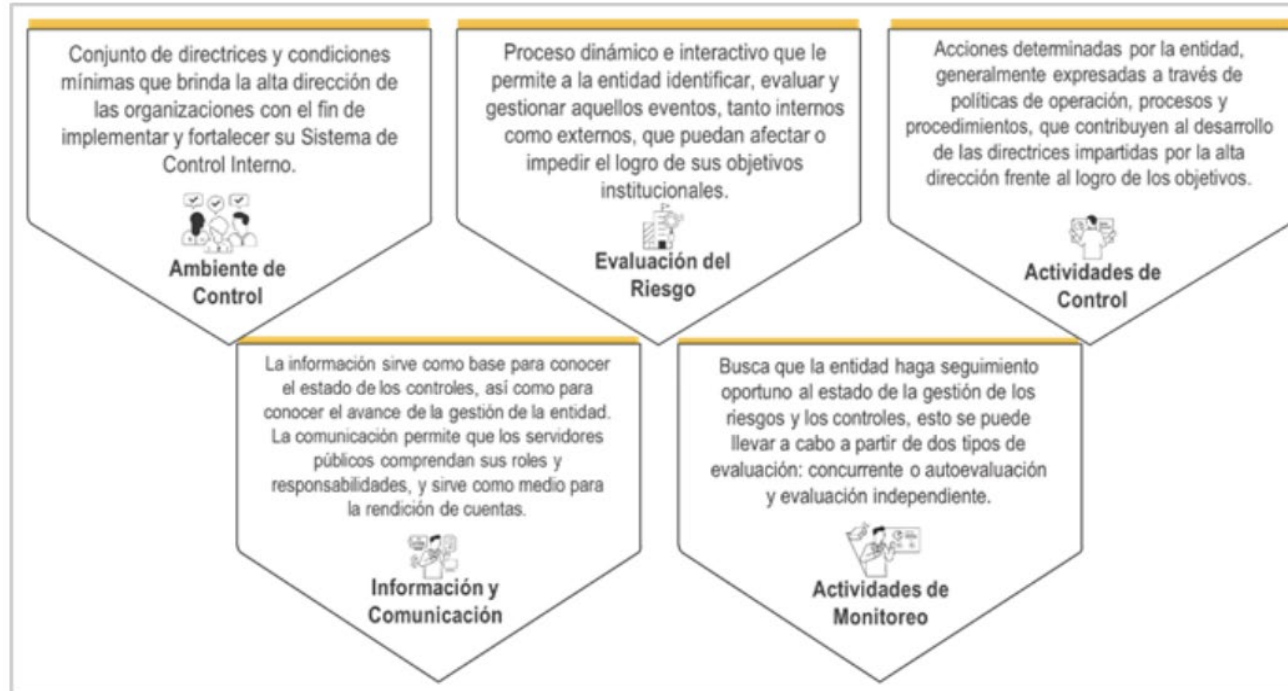 Conjunto de directrices y condiciones
mínimas que brinda la alta dirección de
las organizaciones con el fin de
implementar y fortalecer su Sistema de
Control Interno.
Ambiente de
Control
Proceso dinámico e interactivo que le
permite a la entidad identificar, evaluar y
gestionar aquellos eventos, tanto internos
como externos, que puedan afectar o
impedir el logro de sus objetivos
institucionales.
Evaluación del
Riesgo
Acciones determinadas por la entidad,
generalmente expresadas a través de
políticas de operación, procesos y
procedimientos, que contribuyen al desarrollo
de las directrices impartidas por la alta
dirección frente al logro de los objetivos.
Actividades de
Control
La información sirve como base para conocer
el estado de los controles, así como para
conocer el avance de la gestión de la entidad.
La comunicación permite que los servidores
públicos comprendan sus roles y
responsabilidades, y sirve como medio para
la rendición de cuentas.
Información y
Comunicación
Busca que la entidad haga seguimiento
oportuno al estado de la gestión de los
riesgos y los controles, esto se puede
llevar a cabo a partir de dos tipos de
evaluación: concurrente o autoevaluación
y evaluación independiente.
Actividades de
Monitoreo